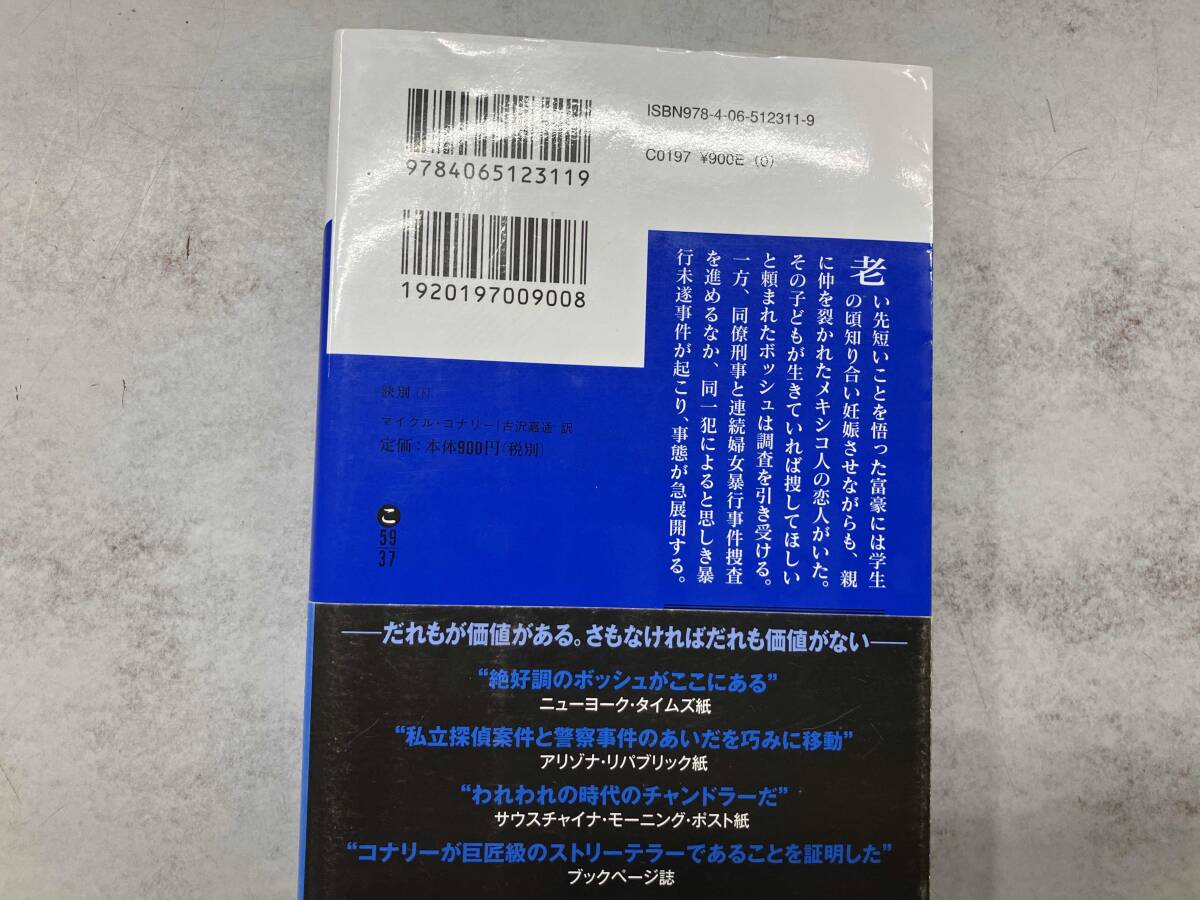 ISBN978-4-06-512311-9
C0197 ¥900E (0)
9784065123119
1920197009008
老い先短いことを悟った富豪には学生
の頃知り合い妊娠させながらも、親
に仲を裂かれたメキシコ人の恋人がいた。
その子どもが生きていれば捜してほしい
と頼まれたボッシュは調査を引き受ける。
一方、同僚刑事と連続婦女暴行事件捜査
を進めるなか、同一犯によると思しき暴
行未遂事件が起こり、事態が急展開する。
訣別(下)
マイクル・コナリー|古沢嘉通 訳
定価:本体900円(税別)
こ
59
37
──だれもが価値がある。さもなければだれも価値がない──
“絶好調のボッシュがここにある”
ニューヨーク・タイムズ紙
“私立探偵案件と警察事件のあいだを巧みに移動”
アリゾナ・リパブリック紙
“われわれの時代のチャンドラーだ”
サウスチャイナ・モーニング・ポスト紙
“コナリーが巨匠級のストリーテラーであることを証明した”
ブックページ誌